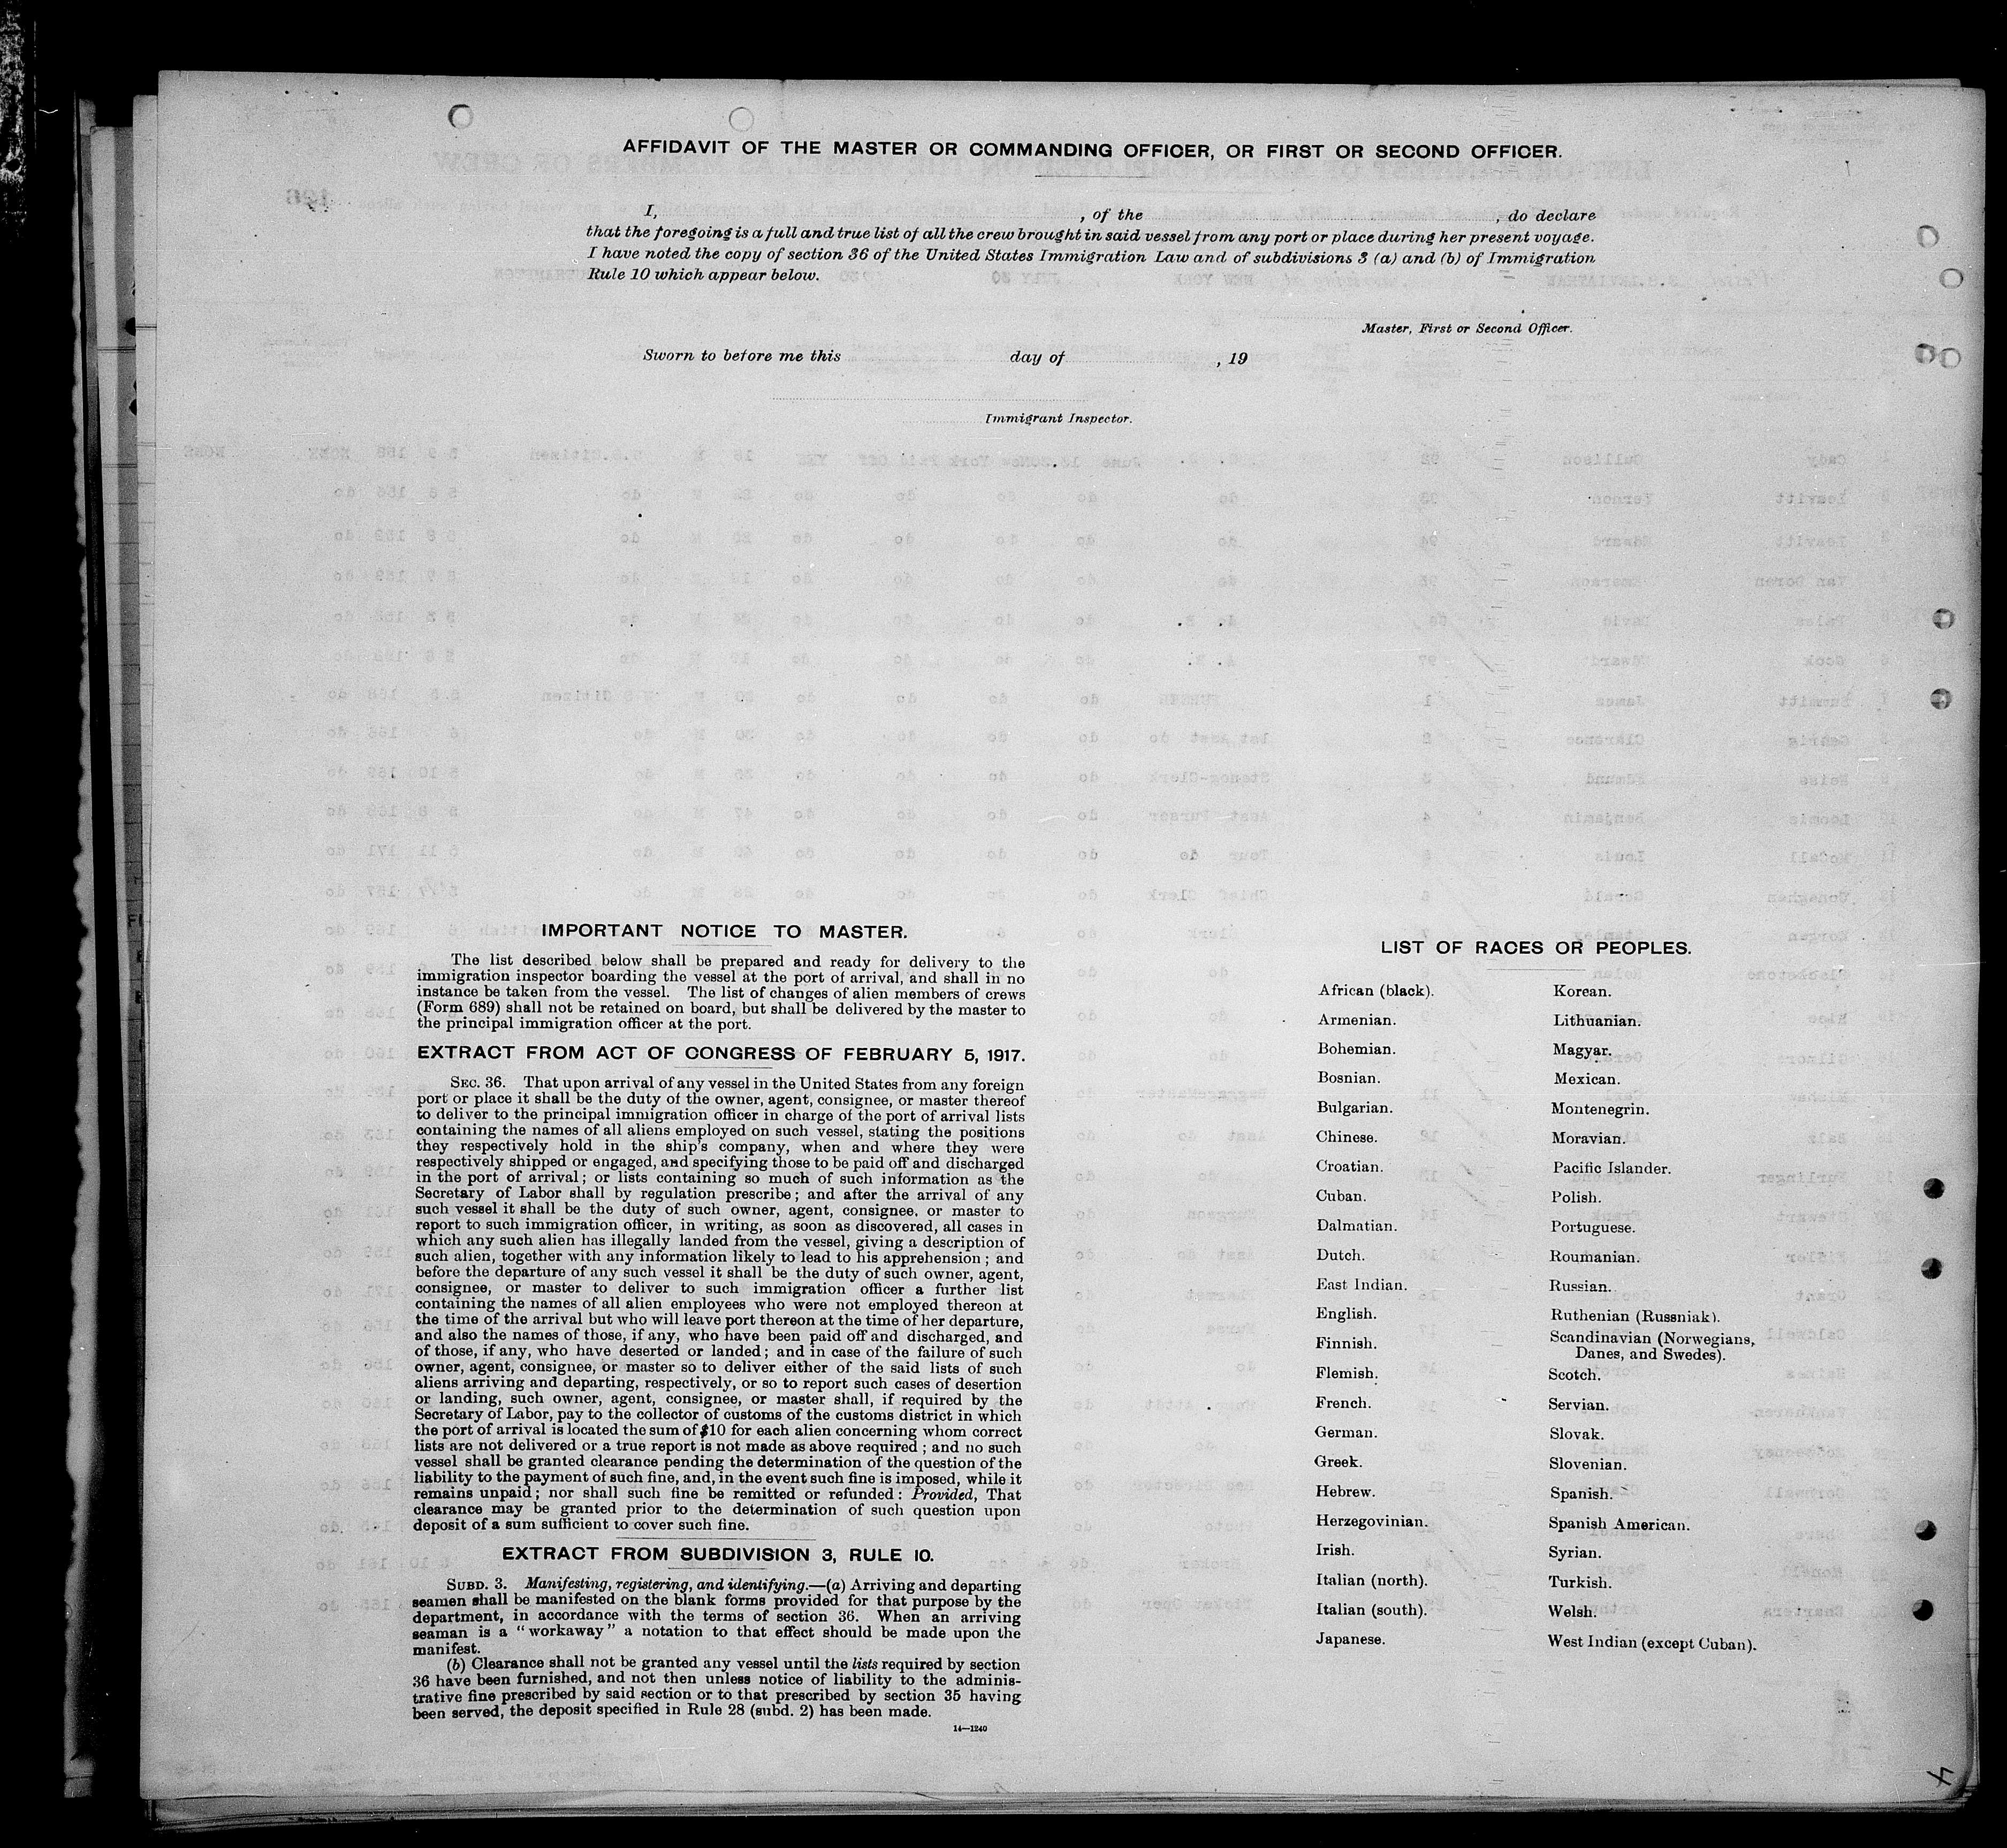 AFFIDAVIT OF THE MASTER OR COMMANDING OFFICER, OR FIRST OR SECOND OFFICER.
I, , of the , do declare
that the foregoing is a full and true list of all the crew brought in said vessel from any port or place during her present voyage.
I have noted the copy of section 36 of the United States Immigration Law and of subdivisions 3 (a) and (b) of Immigration
Rule 10 which appear below.
Master, First or Second Officer.
Sworn to before me this day of , 19
Immigrant Inspector.
IMPORTANT NOTICE TO MASTER.
The list described below shall be prepared and ready for delivery to the
immigration inspector boarding the vessel at the port of arrival, and shall in no
instance be taken from the vessel. The list of changes of alien members of crews
(Form 689) shall not be retained on board, but shall be delivered by the master to
the principal immigration officer at the port.
EXTRACT FROM ACT OF CONGRESS OF FEBRUARY 5, 1917.
SEC. 36. That upon arrival of any vessel in the United States from any foreign
port or place it shall be the duty of the owner, agent, consignee, or master thereof
to deliver to the principal immigration officer in charge of the port of arrival lists
containing the names of all aliens employed on such vessel, stating the positions
they respectively hold in the ship's company, when and where they were
respectively shipped or engaged, and specifying those to be paid off and discharged
in the port of arrival; or lists containing so much of such information as the
Secretary of Labor shall by regulation prescribe; and after the arrival of any
such vessel it shall be the duty of such owner, agent, consignee, or master to
report to such immigration officer, in writing, as soon as discovered, all cases in
which any such alien has illegally landed from the vessel, giving a description of
such alien, together with any information likely to lead to his apprehension; and
before the departure of any such vessel it shall be the duty of such owner, agent,
consignee, or master to deliver to such immigration officer a further list
containing the names of all alien employees who were not employed thereon at
the time of the arrival but who will leave port thereon at the time of her departure,
and also the names of those, if any, who have been paid off and discharged, and
of those, if any, who have deserted or landed; and in case of the failure of such
owner, agent, consignee, or master so to deliver either of the said lists of such
aliens arriving and departing, respectively, or so to report such cases of desertion
or landing, such owner, agent, consignee, or master shall, if required by the
Secretary of Labor, pay to the collector of customs of the customs district in which
the port of arrival is located the sum of $10 for each alien concerning whom correct
lists are not delivered or a true report is not made as above required; and no such
vessel shall be granted clearance pending the determination of the question of the
liability to the payment of such fine, and, in the event such fine is imposed, while it
remains unpaid; nor shall such fine be remitted or refunded: Provided, That
clearance may be granted prior to the determination of such question upon
deposit of a sum sufficient to cover such fine.
EXTRACT FROM SUBDIVISION 3, RULE 10.
SUBD. 3. Manifesting, registering, and identifying.—(a) Arriving and departing
seamen shall be manifested on the blank forms provided for that purpose by the
department, in accordance with the terms of section 36. When an arriving
seaman is a "workaway" a notation to that effect should be made upon the
manifest.
(b) Clearance shall not be granted any vessel until the lists required by section
36 have been furnished, and not then unless notice of liability to the adminis-
trative fine prescribed by said section or to that prescribed by section 35 having
been served, the deposit specified in Rule 28 (subd. 2) has been made.
14—1240
LIST OF RACES OR PEOPLES.
African (black).
Armenian.
Bohemian.
Bosnian.
Bulgarian.
Chinese.
Croatian.
Cuban.
Dalmatian.
Dutch.
East Indian.
English.
Finnish.
Flemish.
French.
German.
Greek.
Hebrew.
Herzegovinian.
Irish.
Italian (north).
Italian (south).
Japanese.
Korean.
Lithuanian.
Magyar.
Mexican.
Montenegrin.
Moravian.
Pacific Islander.
Polish.
Portuguese.
Roumanian.
Russian.
Ruthenian (Russniak).
Scandinavian (Norwegians,
Danes, and Swedes).
Scotch.
Servian.
Slovak.
Slovenian.
Spanish.
Spanish American.
Syrian.
Turkish.
Welsh.
West Indian (except Cuban).
4